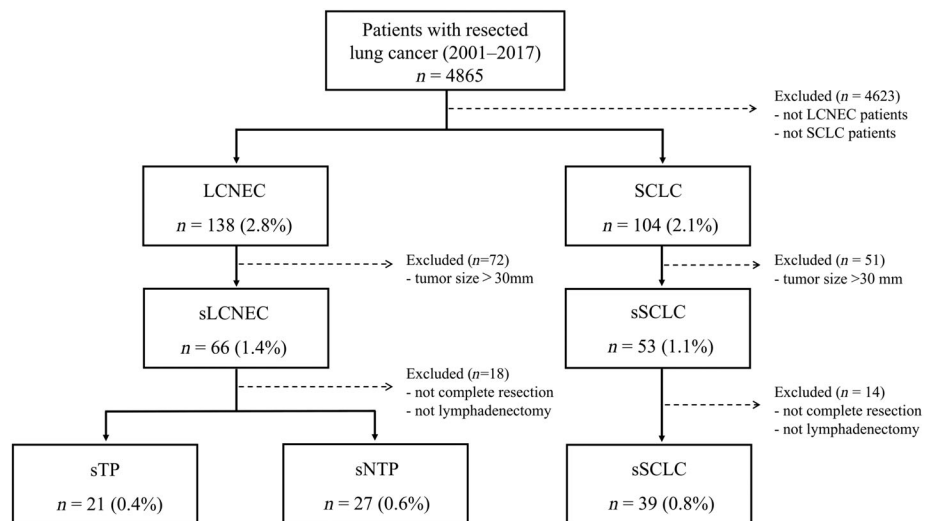 Patients with resected
lung cancer (2001–2017)
n = 4865
Excluded (n = 4623)
- not LCNEC patients
- not SCLC patients
LCNEC
n = 138 (2.8%)
SCLC
n = 104 (2.1%)
Excluded (n=72)
- tumor size > 30mm
Excluded (n = 51)
- tumor size >30 mm
sLCNEC
n = 66 (1.4%)
sSCLC
n = 53 (1.1%)
Excluded (n=18)
- not complete resection
- not lymphadenectomy
Excluded (n = 14)
- not complete resection
- not lymphadenectomy
sTP
n = 21 (0.4%)
sNTP
n = 27 (0.6%)
sSCLC
n = 39 (0.8%)